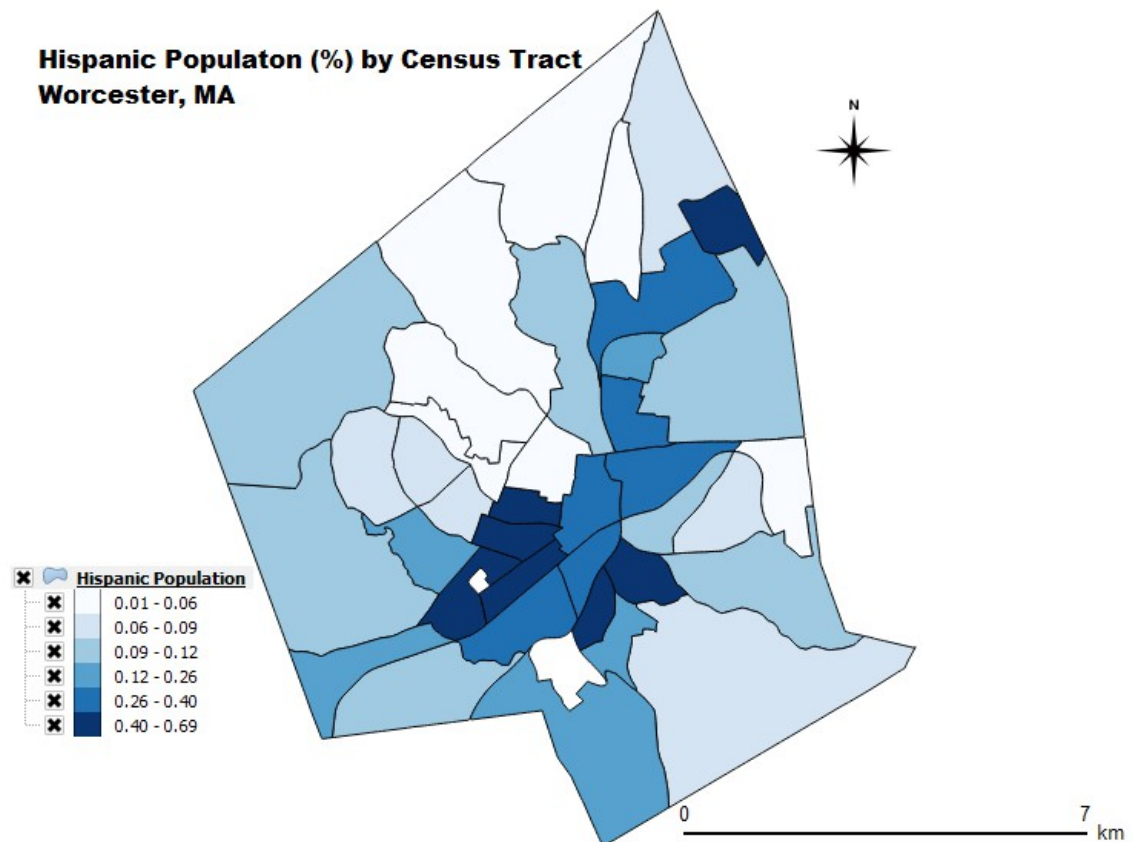 Hispanic Populaton (%) by Census Tract
Worcester, MA
N
Hispanic Population
0.01 - 0.06
0.06 - 0.09
0.09 - 0.12
0.12 - 0.26
0.26 - 0.40
0.40 - 0.69
0 7
km